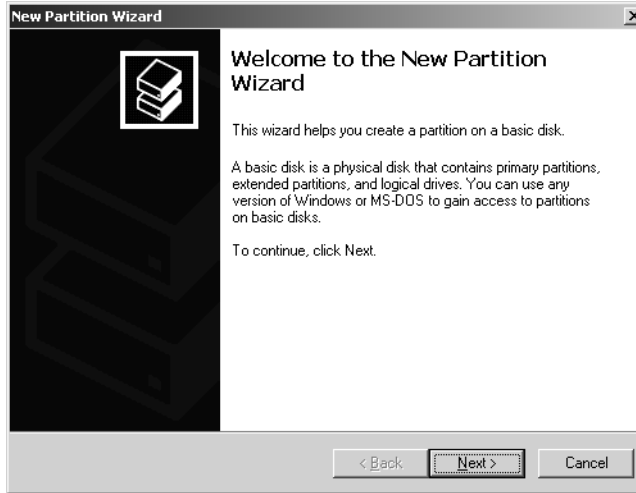 New Partition Wizard
Welcome to the New Partition
Wizard
This wizard helps you create a partition on a basic disk.
A basic disk is a physical disk that contains primary partitions,
extended partitions, and logical drives. You can use any
version of Windows or MS-DOS to gain access to partitions
on basic disks.
To continue, click Next.
< Back
Next >
Cancel